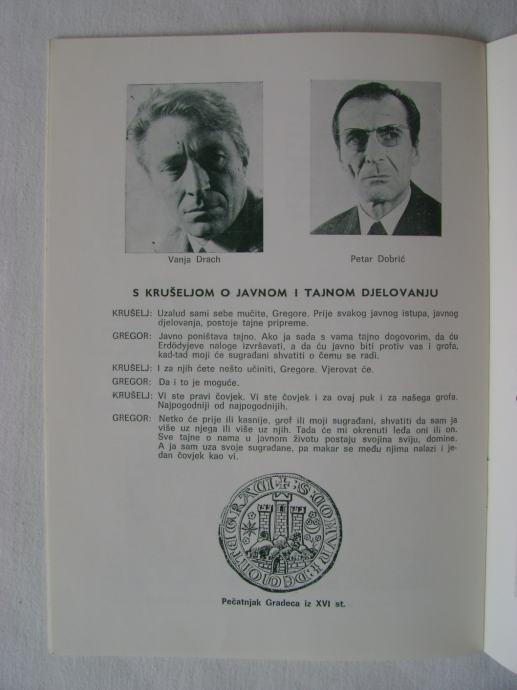 Vanja Drach
Petar Dobrić
S KRUŠELJOM O JAVNOM I TAJNOM DJELOVANJU
KRUŠELJ: Uzalud sami sebe mučite, Gregore. Prije svakog javnog istupa, javnog
djelovanja, postoje tajne pripreme.
GREGOR: Javno poništava tajno. Ako ja sada s vama tajno dogovorim, da ću
Erdödyjeve naloge izvršavati, a da ću javno biti protiv vas i grofa,
kad-tad moji će sugrađani shvatiti o čemu se radi.
KRUŠELJ: I za njih ćete nešto učiniti, Gregore. Vjerovat će.
GREGOR: Da i to je moguće.
KRUŠELJ: Vi ste pravi čovjek. Vi ste čovjek i za ovaj puk i za našega grofa.
Najpogodniji od najpogodnijih.
GREGOR: Netko će prije ili kasnije, grof ili moji sugrađani, shvatiti da sam ja
više uz njega ili više uz njih. Tada će mi okrenuti leđa oni ili on.
Sve tajne o nama u javnom životu postaju svojina sviju, domine.
A ja sam uza svoje sugrađane, pa makar se među njima nalazi i je-
dan čovjek kao vi.
Pečatnjak Gradeca iz XVI st.